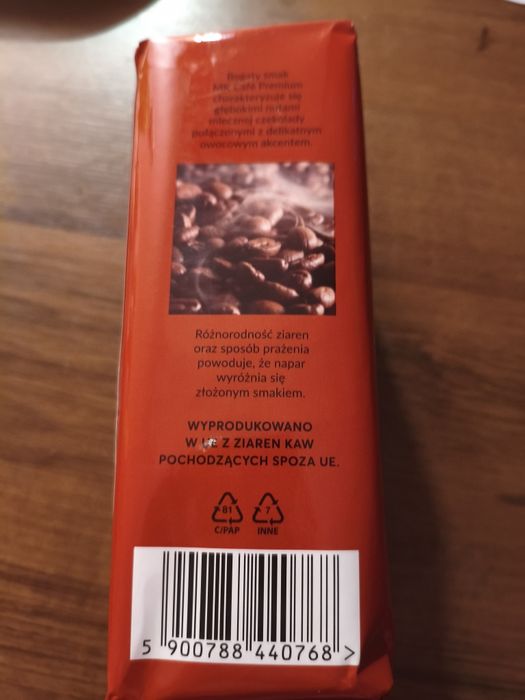 Bogaty smak
MK Café Premium
charakteryzuje się
głębokimi nutami
mlecznej czekolady
połączonymi z delikatnym
owocowym akcentem.
Różnorodność ziaren
oraz sposób prażenia
powoduje, że napar
wyróżnia się
złożonym smakiem.
WYPRODUKOWANO
W UE Z ZIAREN KAW
POCHODZĄCYCH SPOZA UE.
81 7
C/PAP INNE
5 900788 440768 >